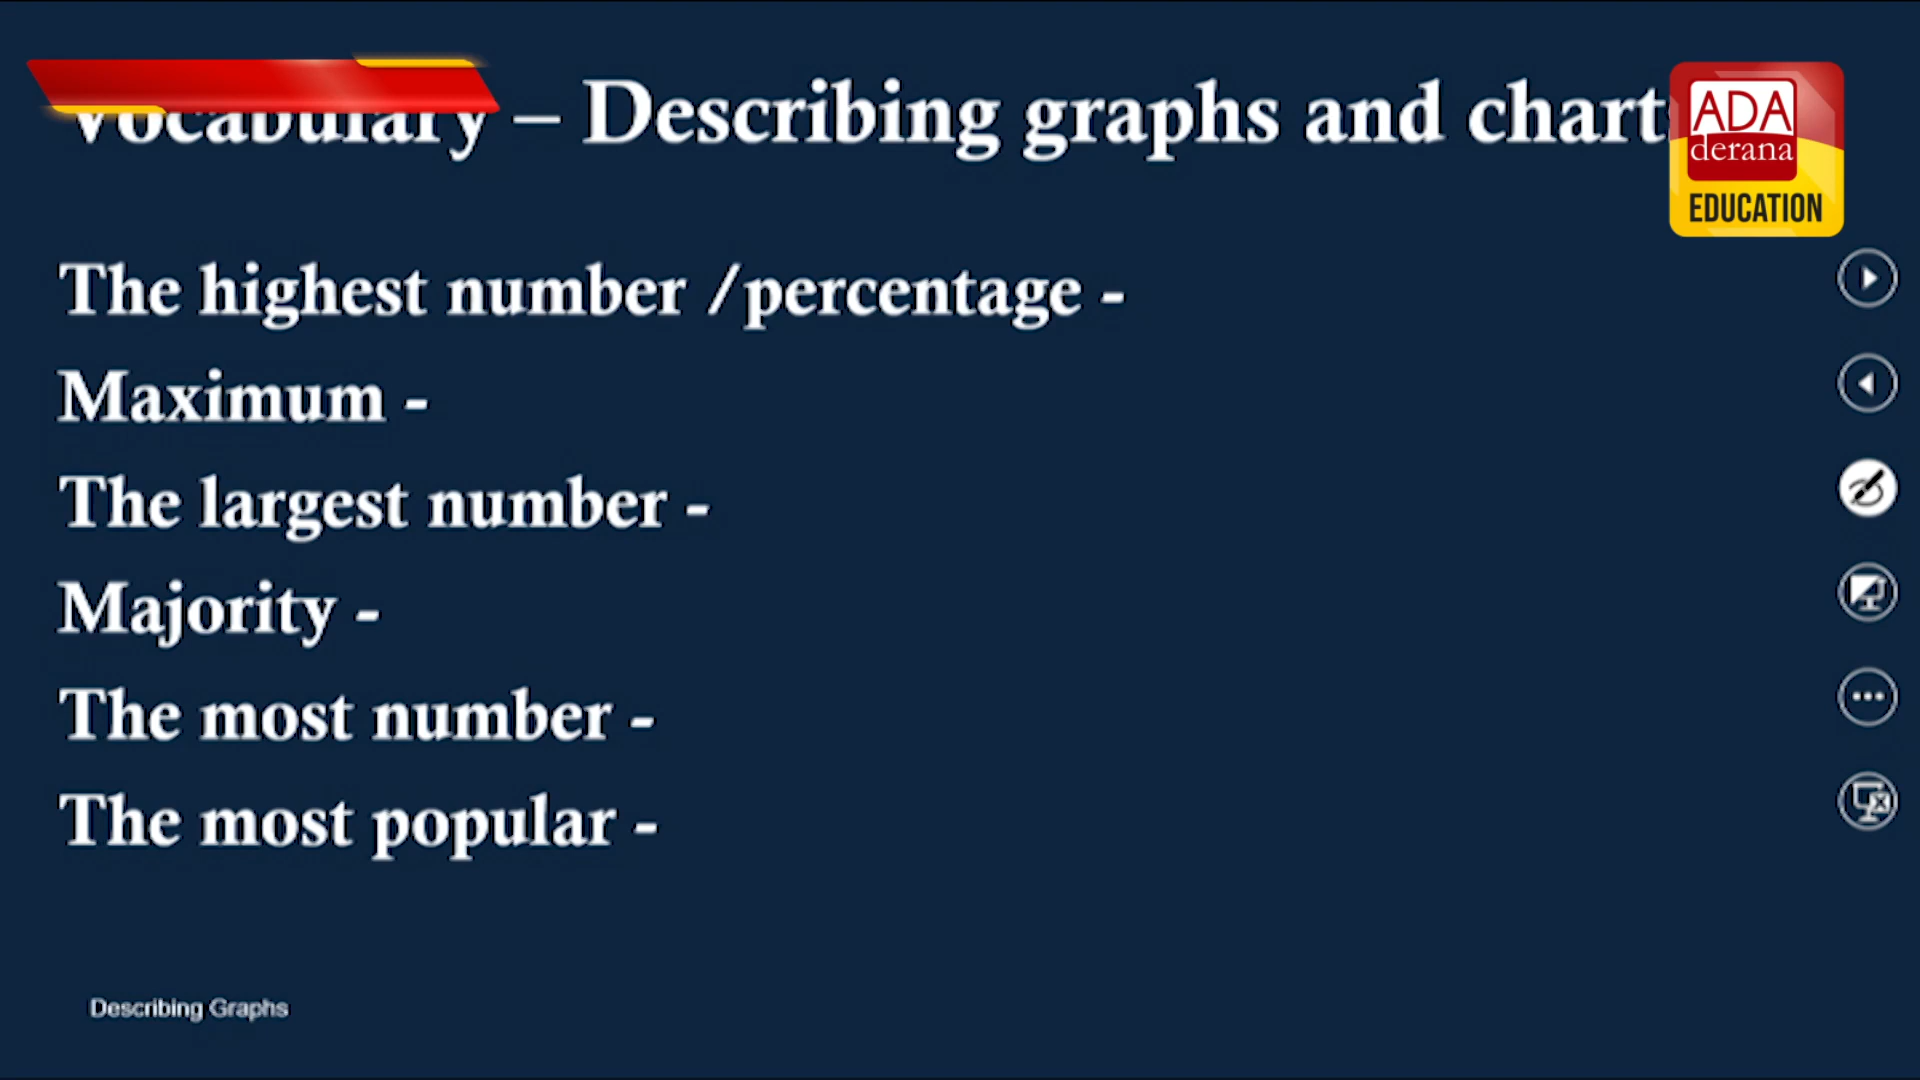 Vocabulary – Describing graphs and chart
ADA
derana
EDUCATION
The highest number /percentage -
Maximum -
The largest number -
Majority -
The most number -
The most popular -
Describing Graphs